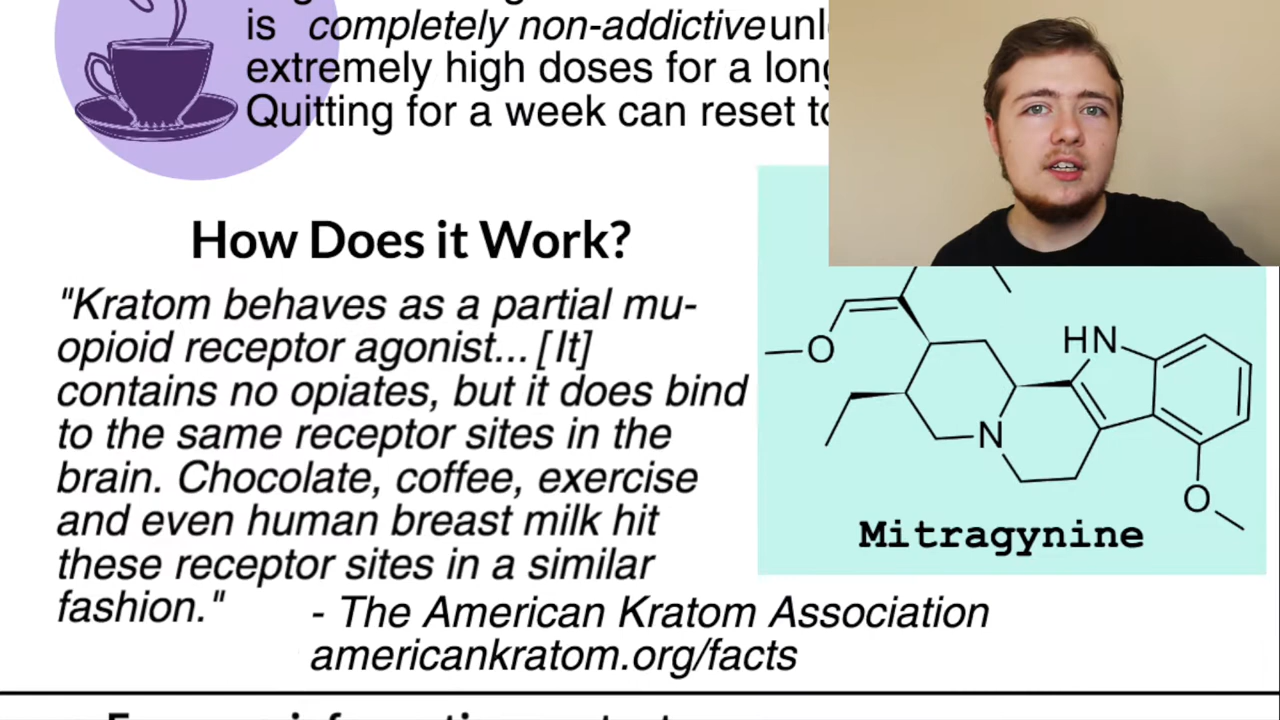 is completely non-addictive
extremely high doses for a
Quitting for a week can reset
How Does it Work?
"Kratom behaves as a partial mu-
opioid receptor agonist... [It]
contains no opiates, but it does bind
to the same receptor sites in the
brain. Chocolate, coffee, exercise
and even human breast milk hit
these receptor sites in a similar
fashion."
- The American Kratom Association
americankratom.org/facts
O
HN
N
O
Mitragynine